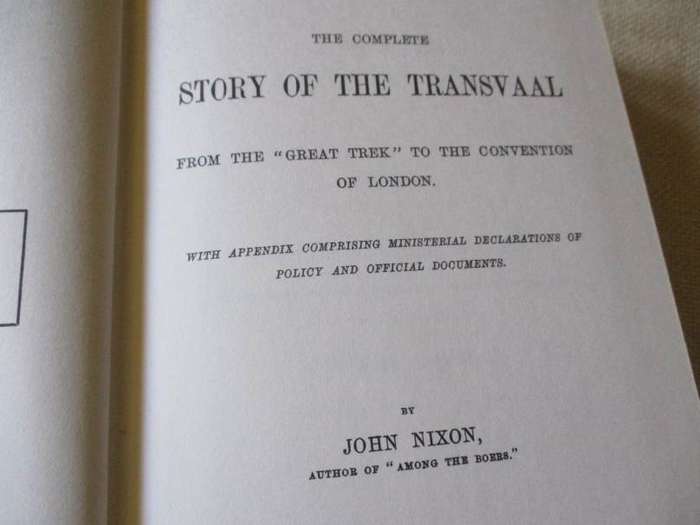 THE COMPLETE
STORY OF THE TRANSVAAL
FROM THE "GREAT TREK" TO THE CONVENTION
OF LONDON.
WITH APPENDIX COMPRISING MINISTERIAL DECLARATIONS OF
POLICY AND OFFICIAL DOCUMENTS.
BY
JOHN NIXON,
AUTHOR OF "AMONG THE BOERS."